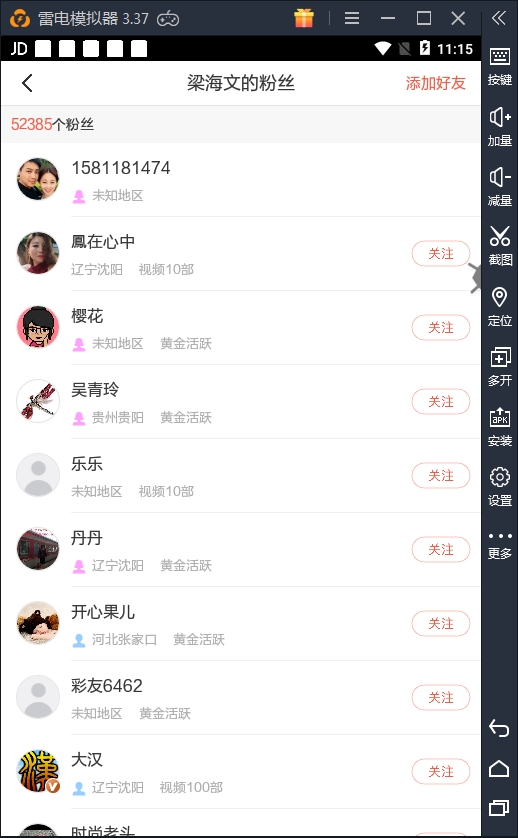 雷电模拟器 3.37
JD
11:15
梁海文的粉丝
添加好友
52385个粉丝
1581181474
未知地区
鳳在心中
辽宁沈阳 视频10部
关注
樱花
未知地区 黄金活跃
关注
吴青玲
贵州贵阳 黄金活跃
关注
乐乐
未知地区 视频10部
关注
丹丹
辽宁沈阳 黄金活跃
关注
开心果儿
河北张家口 黄金活跃
关注
彩友6462
未知地区 黄金活跃
关注
大汉
辽宁沈阳 视频100部
关注
时尚老头
按键
加量
减量
截图
定位
多开
APK
安装
设置
更多
漢